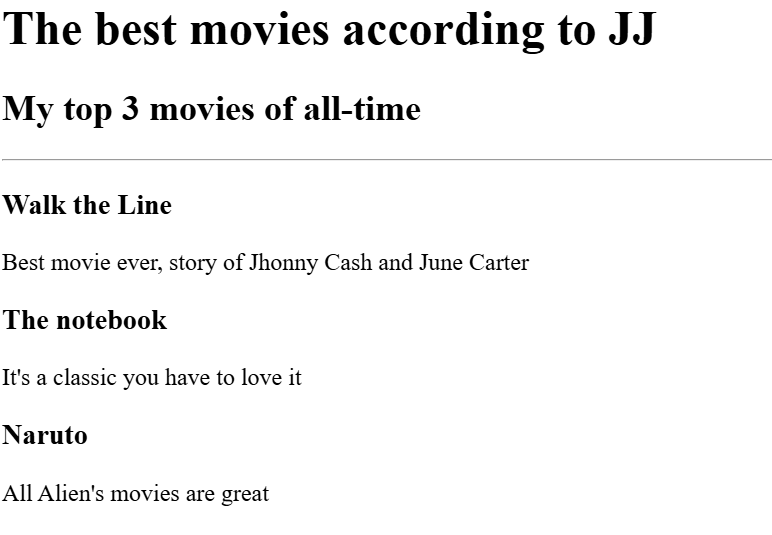 The best movies according to JJ
My top 3 movies of all-time
Walk the Line
Best movie ever, story of Jhonny Cash and June Carter
The notebook
It's a classic you have to love it
Naruto
All Alien's movies are great